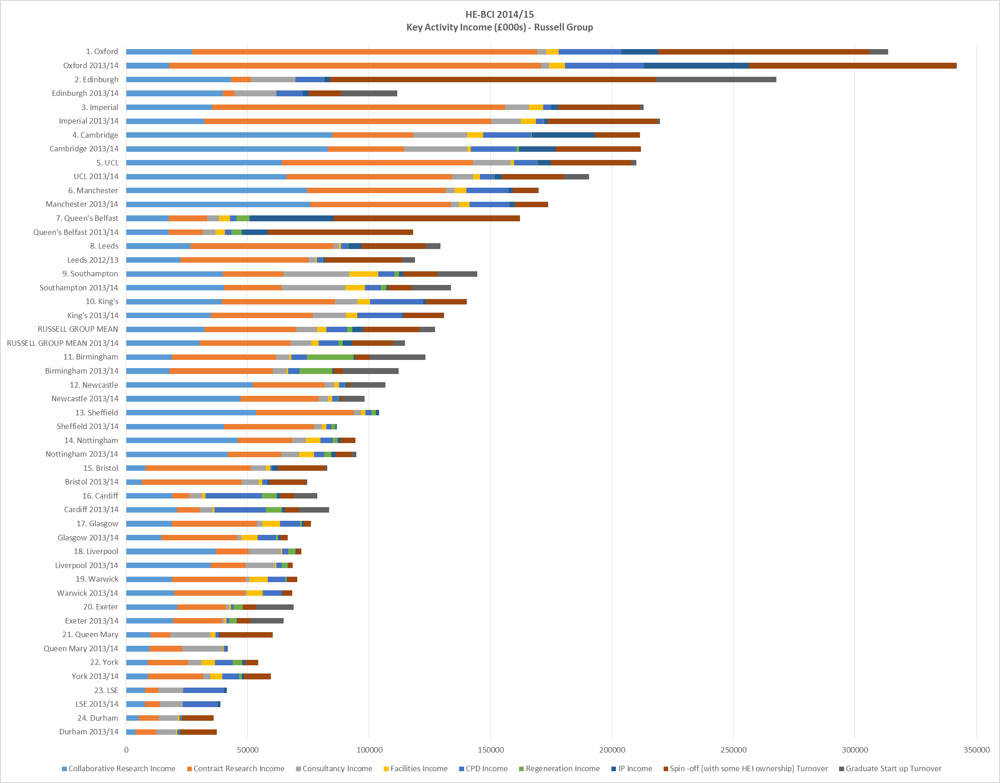 HE-BCI 2014/15
Key Activity Income (£000s) - Russell Group
1. Oxford
Oxford 2013/14
2. Edinburgh
Edinburgh 2013/14
3. Imperial
Imperial 2013/14
4. Cambridge
Cambridge 2013/14
5. UCL
UCL 2013/14
6. Manchester
Manchester 2013/14
7. Queen's Belfast
Queen's Belfast 2013/14
8. Leeds
Leeds 2012/13
9. Southampton
Southampton 2013/14
10. King's
King's 2013/14
RUSSELL GROUP MEAN
RUSSELL GROUP MEAN 2013/14
11. Birmingham
Birmingham 2013/14
12. Newcastle
Newcastle 2013/14
13. Sheffield
Sheffield 2013/14
14. Nottingham
Nottingham 2013/14
15. Bristol
Bristol 2013/14
16. Cardiff
Cardiff 2013/14
17. Glasgow
Glasgow 2013/14
18. Liverpool
Liverpool 2013/14
19. Warwick
Warwick 2013/14
20. Exeter
Exeter 2013/14
21. Queen Mary
Queen Mary 2013/14
22. York
York 2013/14
23. LSE
LSE 2013/14
24. Durham
Durham 2013/14
0 50000 100000 150000 200000 250000 300000 350000
Collaborative Research Income Contract Research Income Consultancy Income Facilities Income CPD Income Regeneration Income IP Income Spin -off [with some HEI ownership] Turnover Graduate Start up Turnover